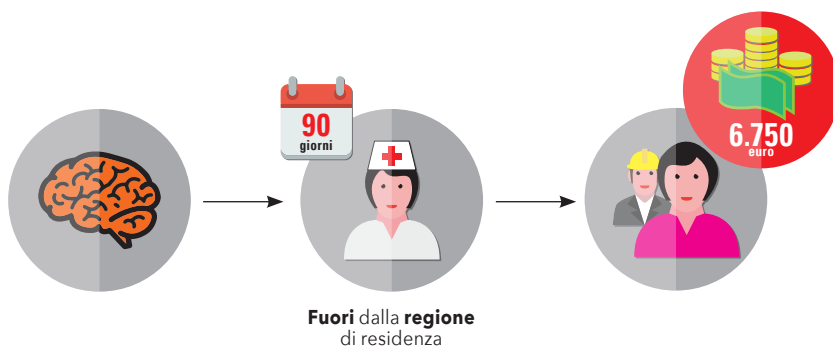 90
giorni
6.750
euro
Fuori dalla regione
di residenza